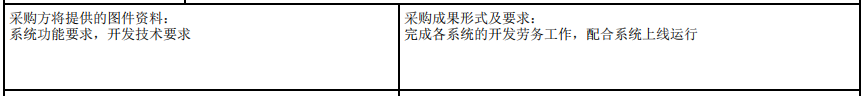 采购方将提供的图件资料：
系统功能要求，开发技术要求
采购成果形式及要求：
完成各系统的开发劳务工作，配合系统上线运行